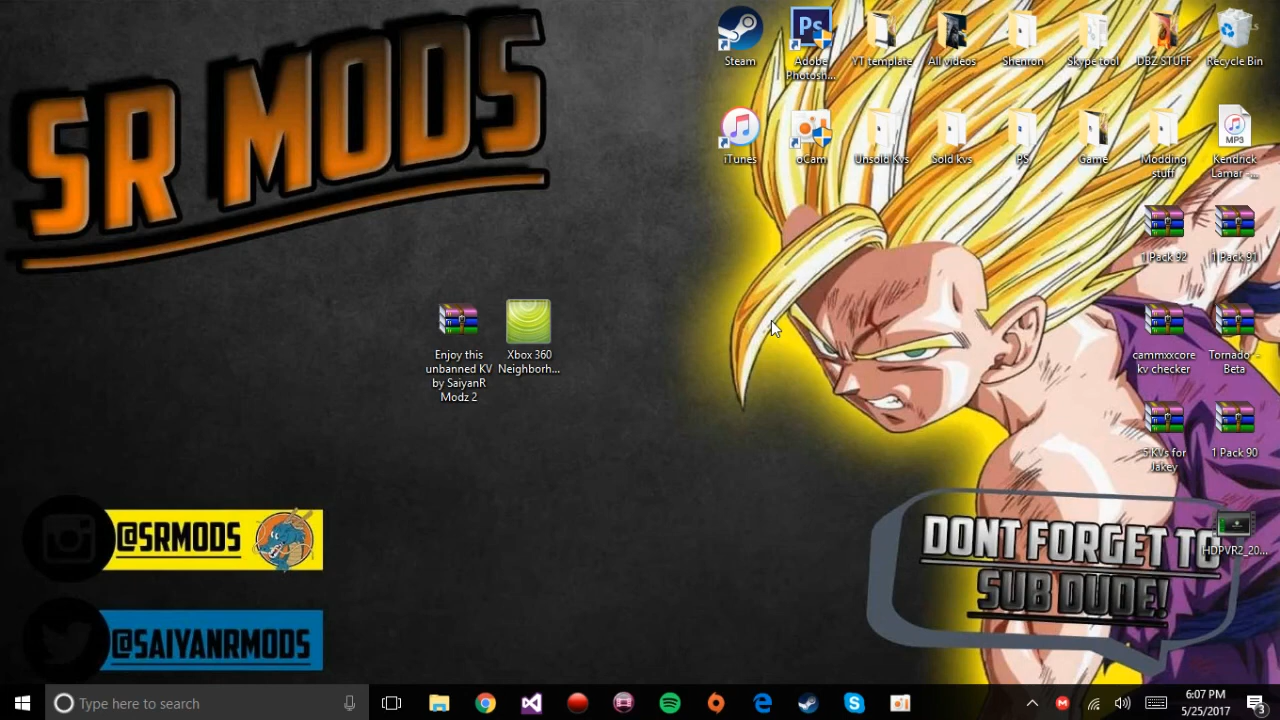 SR MODS
Steam
Adobe
Photosh...
YT template
All videos
Shenron
Skype tool
DBZ STUFF
Recycle Bin
iTunes
oCam
Unsold Kvs
Sold kvs
PS
Game
Modding
stuff
MP3
Kendrick
Lamar -...
1 Pack 92
1 Pack 91
Enjoy this
unbanned KV
by SaiyanR
Modz 2
Xbox 360
Neighborh...
cammxxcore
kv checker
Tornado -
Beta
5 KVs for
Jakey
1 Pack 90
HDPVR2_20...
@SRMODS
@SAIYANRMODS
DONT FORGET TO
SUB DUDE!
Type here to search
6:07 PM
5/25/2017
3